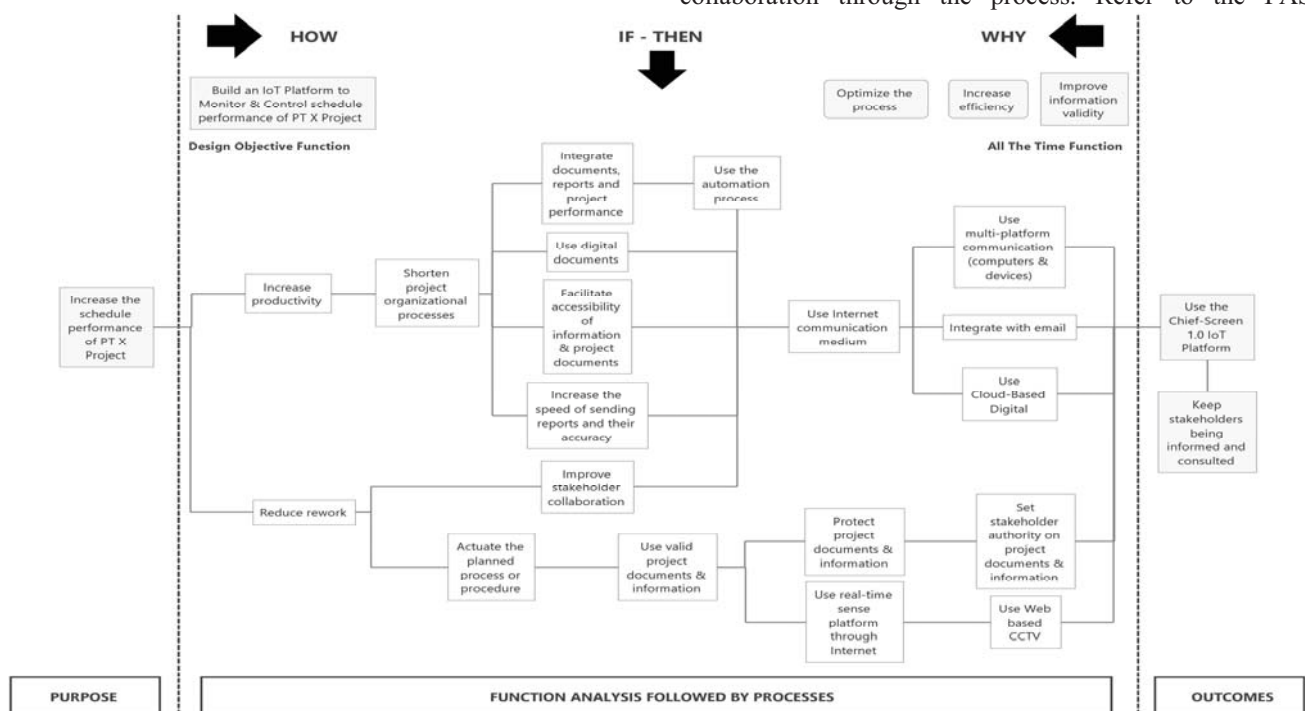 collaboration through the process. Refer to the FAS
HOW
IF - THEN
WHY
Build an IoT Platform to
Monitor & Control schedule
performance of PT X Project
Design Objective Function
Optimize the
process
Increase
efficiency
Improve
information
validity
All The Time Function
Increase the
schedule
performance
of PT X
Project
Increase
productivity
Shorten
project
organizational
processes
Integrate
documents,
reports and
project
performance
Use the
automation
process
Use digital
documents
Facilitate
accessibility
of
information
& project
documents
Increase the
speed of sending
reports and their
accuracy
Use Internet
communication
medium
Use
multi-platform
communication
(computers &
devices)
Integrate with email
Use
Cloud-Based
Digital
Use the
Chief-Screen
1.0 IoT
Platform
Keep
stakeholders
being
informed and
consulted
Reduce rework
Improve
stakeholder
collaboration
Actuate the
planned
process or
procedure
Use valid
project
documents &
information
Protect
project
documents &
information
Set
stakeholder
authority on
project
documents &
information
Use real-time
sense
platform
through
Internet
Use Web
based
CCTV
PURPOSE
FUNCTION ANALYSIS FOLLOWED BY PROCESSES
OUTCOMES